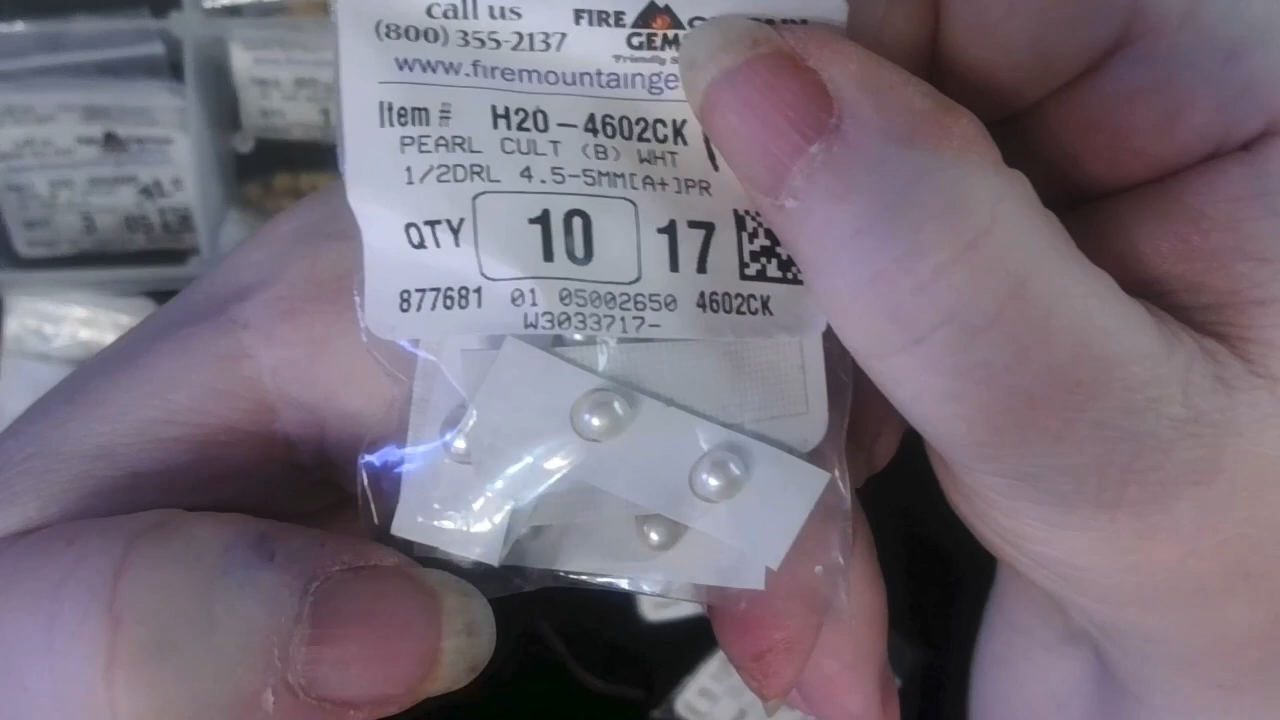 call us FIRE
(800) 355-2137 GEM
Friendly
www.firemountainge
Item # H20-4602CK
PEARL CULT (B) WHT
1/2DRL 4.5-5MM[A+]PR
QTY 10 17
877681 01 05002650 4602CK
W3033717-